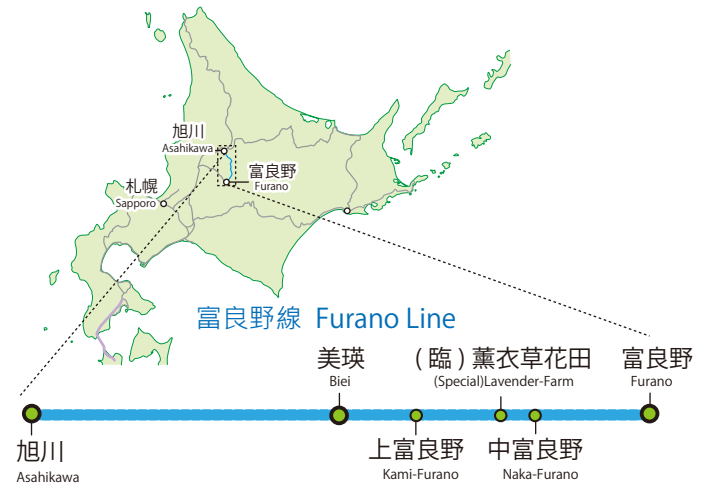 旭川
Asahikawa
富良野
Furano
札幌
Sapporo
富良野線 Furano Line
美瑛
Biei
(臨)薰衣草花田
(Special)Lavender-Farm
富良野
Furano
旭川
Asahikawa
上富良野
Kami-Furano
中富良野
Naka-Furano